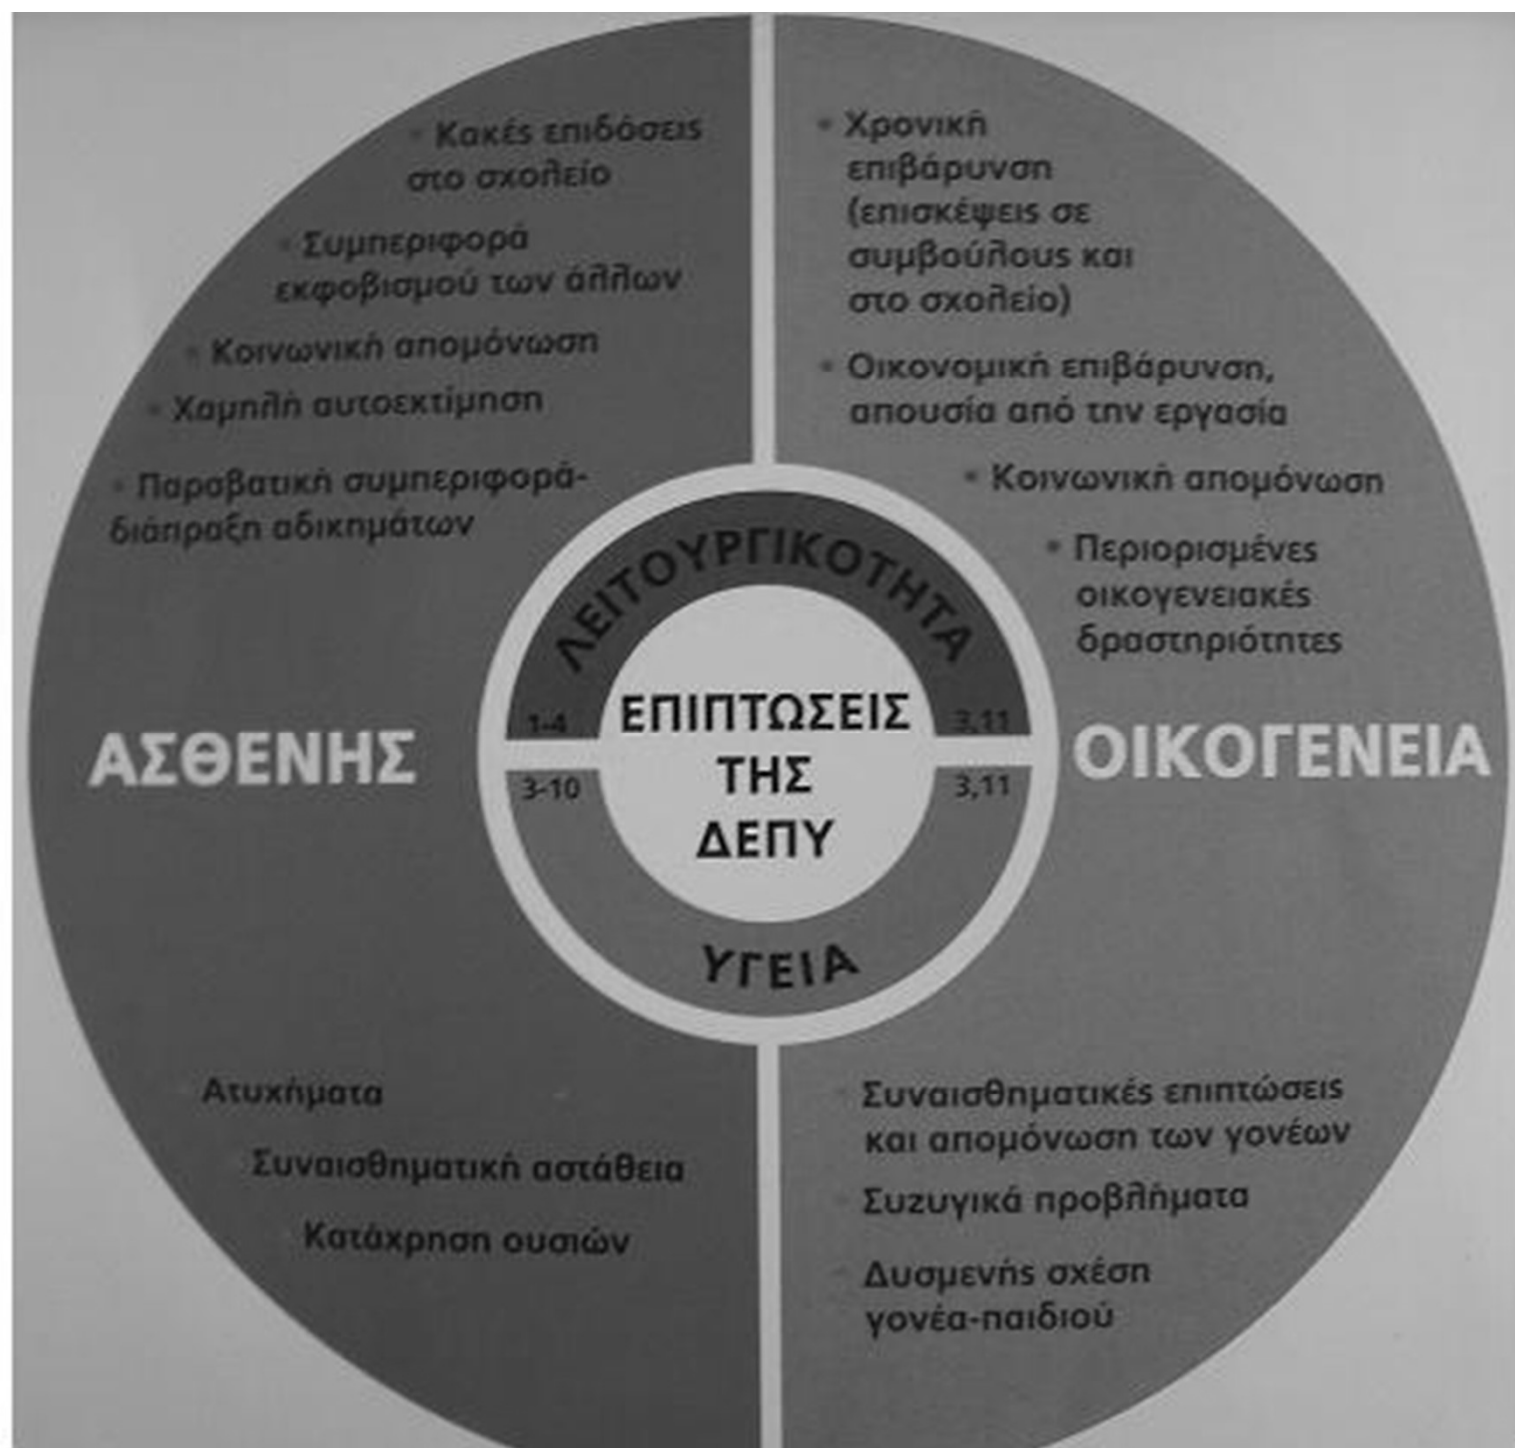 • Κακές επιδόσεις
στο σχολείο
• Συμπεριφορά
εκφοβισμού των άλλων
• Κοινωνική απομόνωση
• Χαμηλή αυτοεκτίμηση
• Παραβατική συμπεριφορά-
διάπραξη αδικημάτων
ΑΣΘΕΝΗΣ
Ατυχήματα
Συναισθηματική αστάθεια
Κατάχρηση ουσιών
ΛΕΙΤΟΥΡΓΙΚΟΤΗΤΑ
1-4
3,11
ΕΠΙΠΤΩΣΕΙΣ
ΤΗΣ
ΔΕΠΥ
3-10
3,11
ΥΓΕΙΑ
• Χρονική
επιβάρυνση
(επισκέψεις σε
συμβούλους και
στο σχολείο)
• Οικονομική επιβάρυνση,
απουσία από την εργασία
• Κοινωνική απομόνωση
• Περιορισμένες
οικογενειακές
δραστηριότητες
ΟΙΚΟΓΕΝΕΙΑ
Συναισθηματικές επιπτώσεις
και απομόνωση των γονέων
Συζυγικά προβλήματα
Δυσμενής σχέση
γονέα-παιδιού